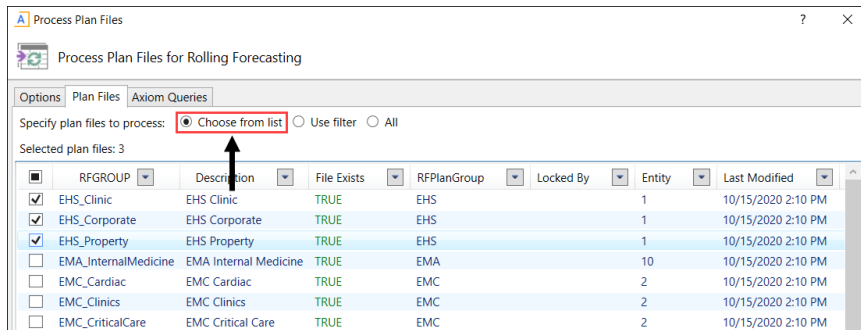 A Process Plan Files ? ×
Process Plan Files for Rolling Forecasting
Options Plan Files Axiom Queries
Specify plan files to process: Choose from list Use filter All
Selected plan files: 3
RFGROUP Description File Exists RFPlanGroup Locked By Entity Last Modified
EHS_Clinic EHS Clinic TRUE EHS 1 10/15/2020 2:10 PM
EHS_Corporate EHS Corporate TRUE EHS 1 10/15/2020 2:10 PM
EHS_Property EHS Property TRUE EHS 1 10/15/2020 2:10 PM
EMA_InternalMedicine EMA Internal Medicine TRUE EMA 10 10/15/2020 2:10 PM
EMC_Cardiac EMC Cardiac TRUE EMC 2 10/15/2020 2:10 PM
EMC_Clinics EMC Clinics TRUE EMC 2 10/15/2020 2:10 PM
EMC_CriticalCare EMC Critical Care TRUE EMC 2 10/15/2020 2:10 PM